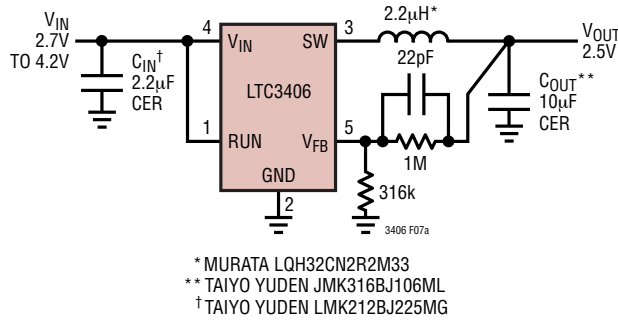 VIN
2.7V
TO 4.2V
CIN†
2.2µF
CER
4
VIN
SW
3
2.2µH*
22pF
VOUT
2.5V
COUT**
10µF
CER
LTC3406
1
RUN
VFB
5
1M
GND
2
316k
3406 F07a
*MURATA LQH32CN2R2M33
**TAIYO YUDEN JMK316BJ106ML
†TAIYO YUDEN LMK212BJ225MG